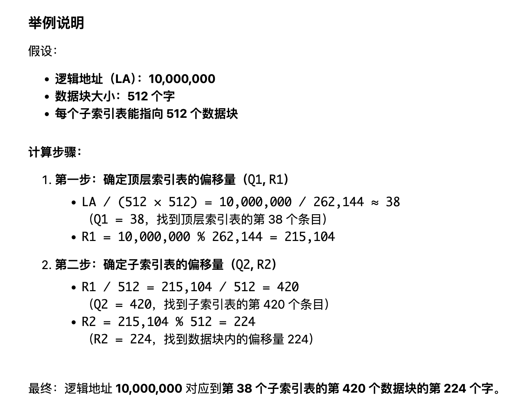 举例说明
假设：
• 逻辑地址（LA）：10,000,000
• 数据块大小：512 个字
• 每个子索引表能指向 512 个数据块
计算步骤：
1. 第一步：确定顶层索引表的偏移量（Q1, R1）
• LA / (512 × 512) = 10,000,000 / 262,144 ≈ 38
（Q1 = 38，找到顶层索引表的第 38 个条目）
• R1 = 10,000,000 % 262,144 = 215,104
2. 第二步：确定子索引表的偏移量（Q2, R2）
• R1 / 512 = 215,104 / 512 = 420
（Q2 = 420，找到子索引表的第 420 个条目）
• R2 = 215,104 % 512 = 224
（R2 = 224，找到数据块内的偏移量 224）
最终：逻辑地址 10,000,000 对应到第 38 个子索引表的第 420 个数据块的第 224 个字。